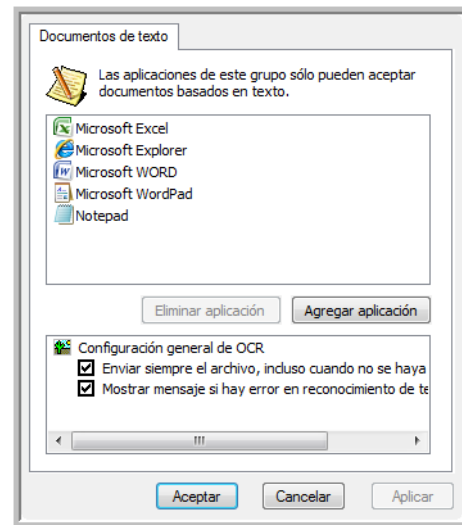 Documentos de texto
Las aplicaciones de este grupo sólo pueden aceptar
documentos basados en texto.
Microsoft Excel
Microsoft Explorer
Microsoft WORD
Microsoft WordPad
Notepad
Eliminar aplicación Agregar aplicación
Configuración general de OCR
Enviar siempre el archivo, incluso cuando no se haya
Mostrar mensaje si hay error en reconocimiento de te
Aceptar Cancelar Aplicar